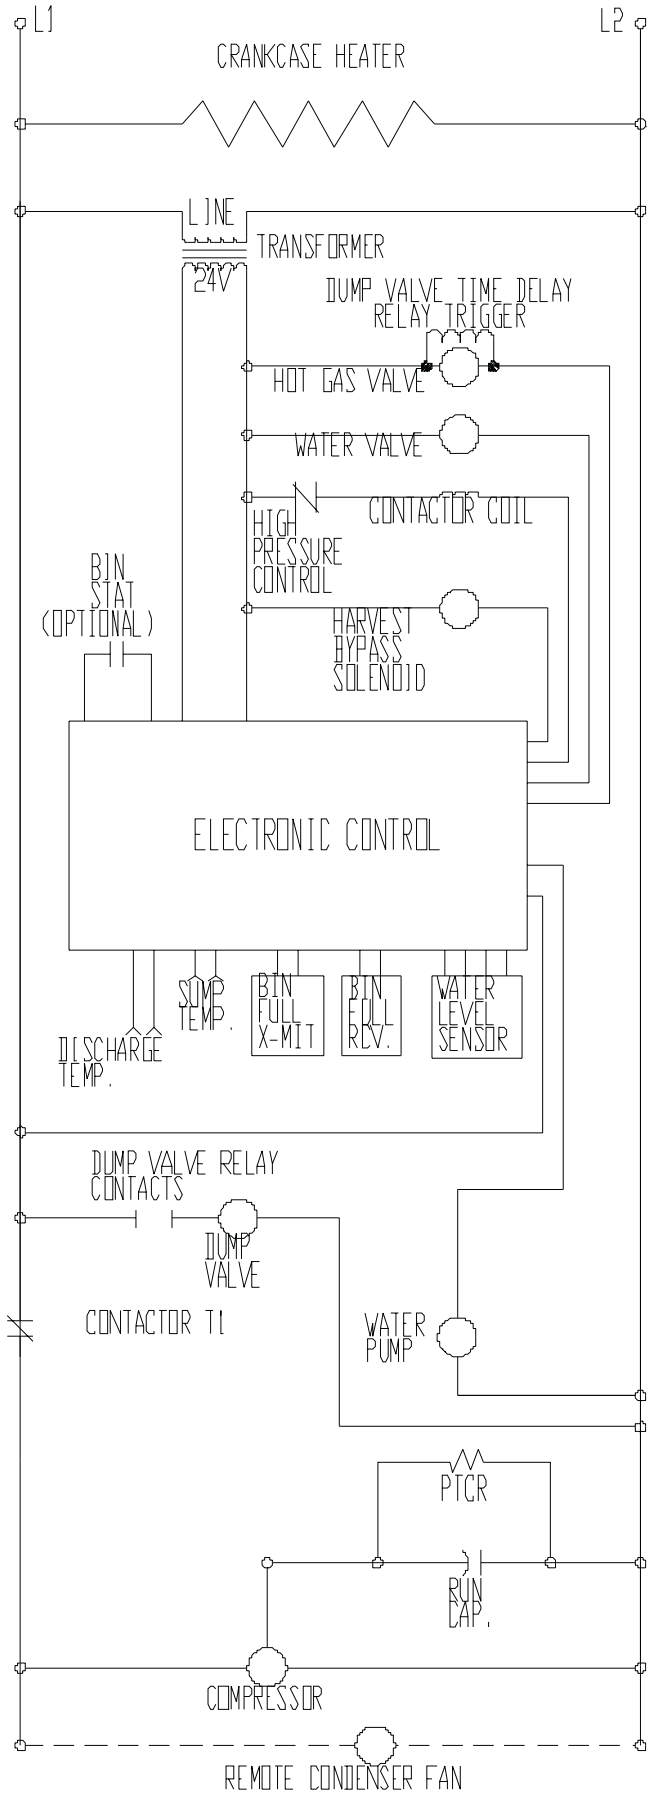 L1
L2
CRANKCASE HEATER
LINE
TRANSFORMER
24V
DUMP VALVE TIME DELAY
RELAY TRIGGER
HOT GAS VALVE
WATER VALVE
CONTACTOR COIL
HIGH
PRESSURE
CONTROL
BIN
STAT
(OPTIONAL)
HARVEST
BYPASS
SOLENOID
ELECTRONIC CONTROL
DISCHARGE
TEMP.
SUMP
TEMP.
BIN
FULL
X-MIT
BIN
FULL
RCV.
WATER
LEVEL
SENSOR
DUMP VALVE RELAY
CONTACTS
DUMP
VALVE
CONTACTOR T1
WATER
PUMP
PTCR
RUN
CAP.
COMPRESSOR
REMOTE CONDENSER FAN